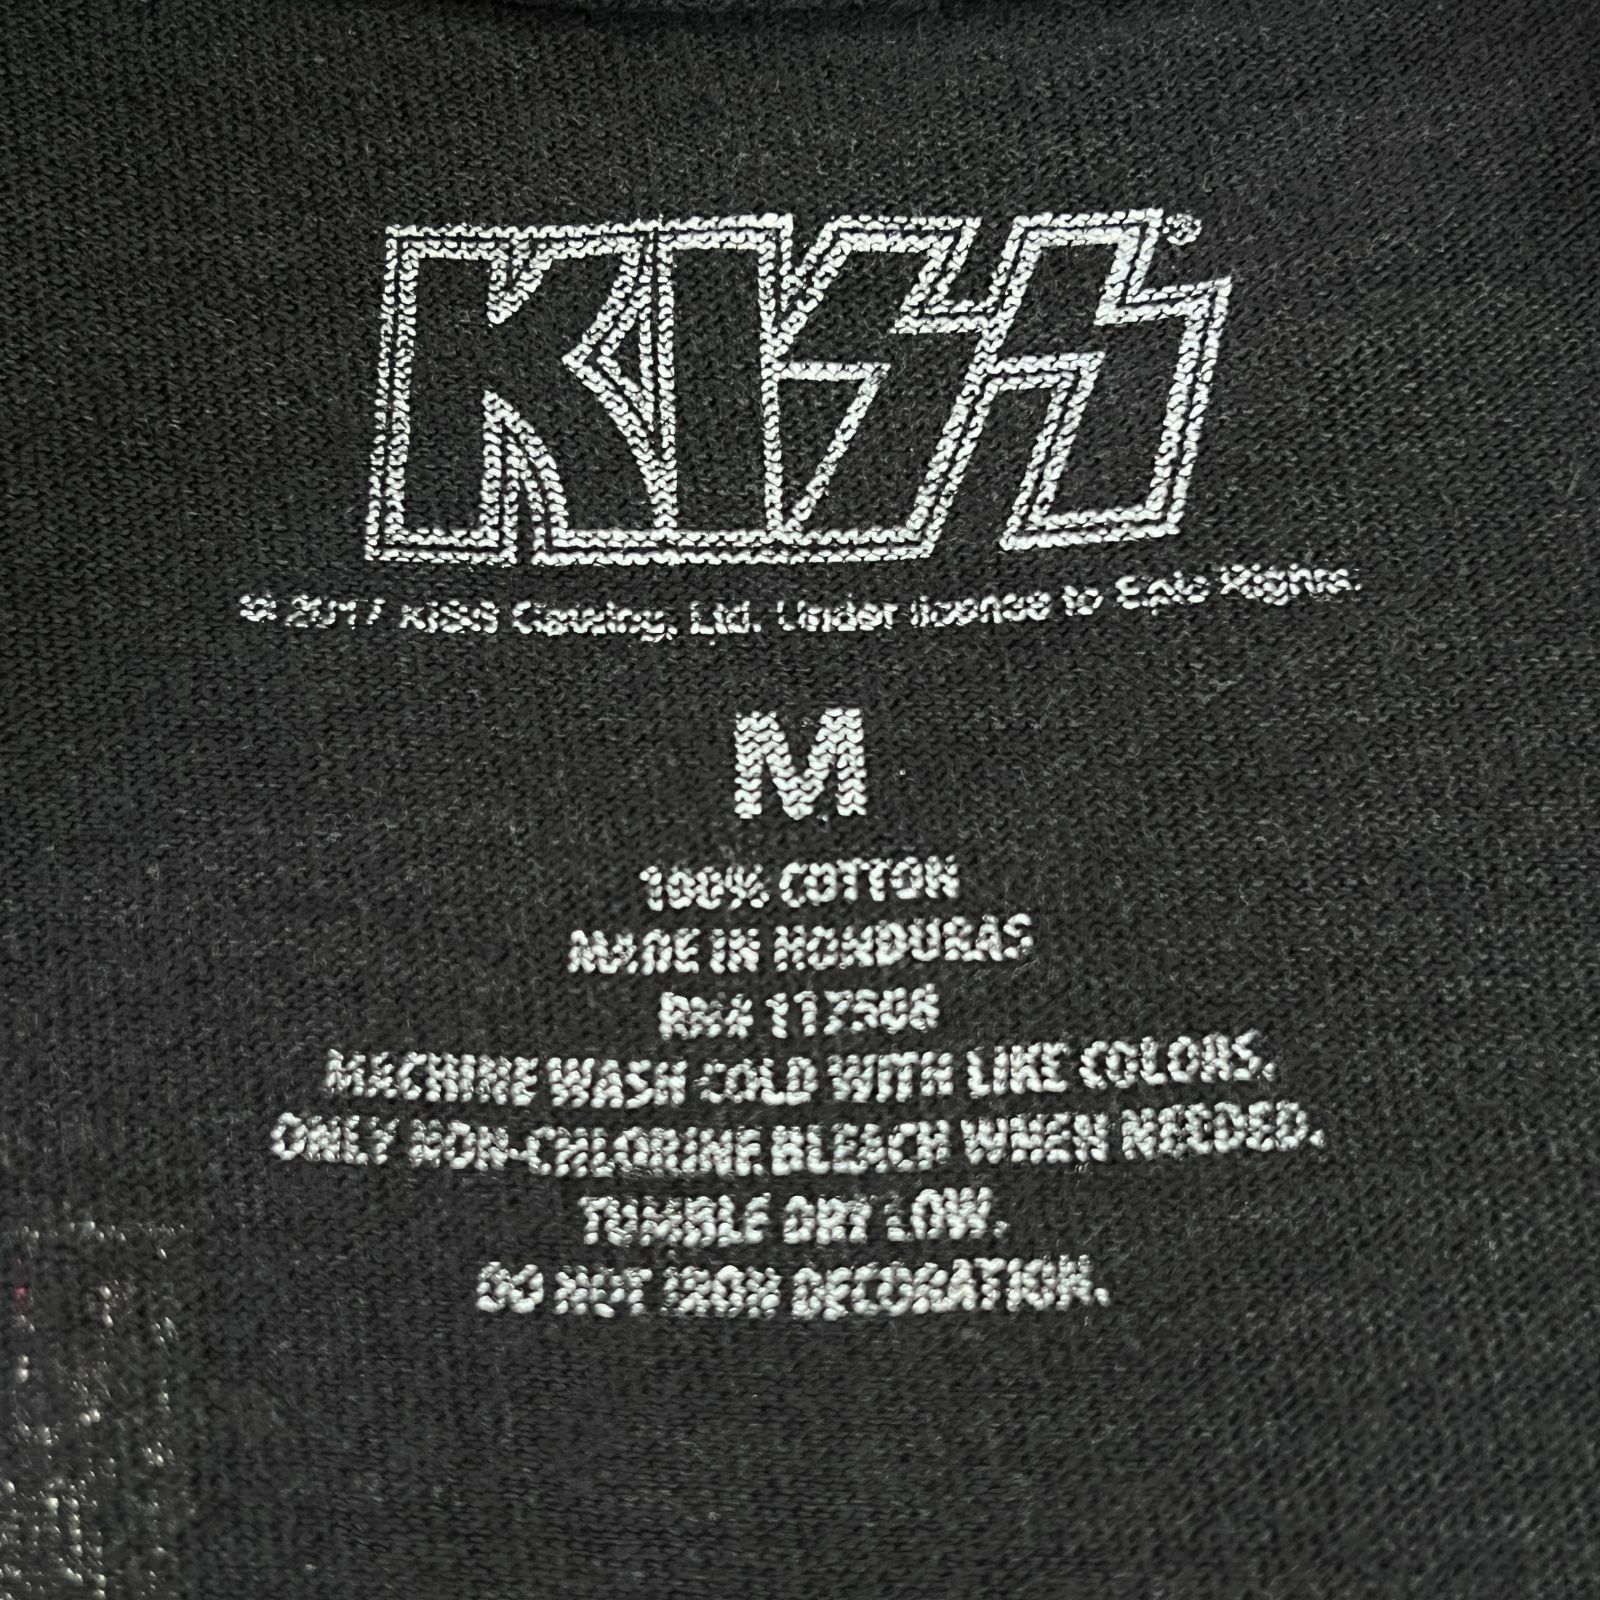 KISS®
© 2017 KISS Catalog, Ltd. Under license to Epic Rights.
M
100% COTTON
MADE IN HONDURAS
RN# 117508
MACHINE WASH COLD WITH LIKE COLORS.
ONLY NON-CHLORINE BLEACH WHEN NEEDED.
TUMBLE DRY LOW.
DO NOT IRON DECORATION.